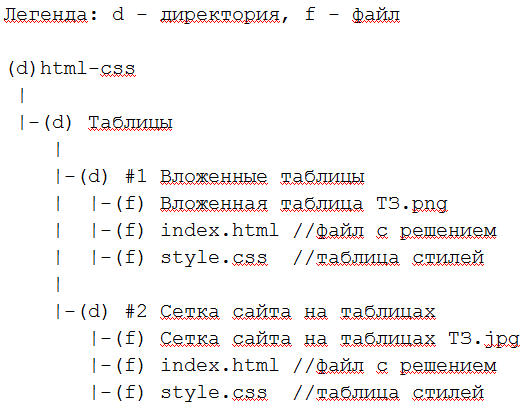 Легенда: d - директория, f - файл
(d)html-css
|
|-(d) Таблицы
|
|-(d) #1 Вложенные таблицы
| |-(f) Вложенная таблица ТЗ.png
| |-(f) index.html //файл с решением
| |-(f) style.css //таблица стилей
|
|-(d) #2 Сетка сайта на таблицах
|-(f) Сетка сайта на таблицах ТЗ.jpg
|-(f) index.html //файл с решением
|-(f) style.css //таблица стилей